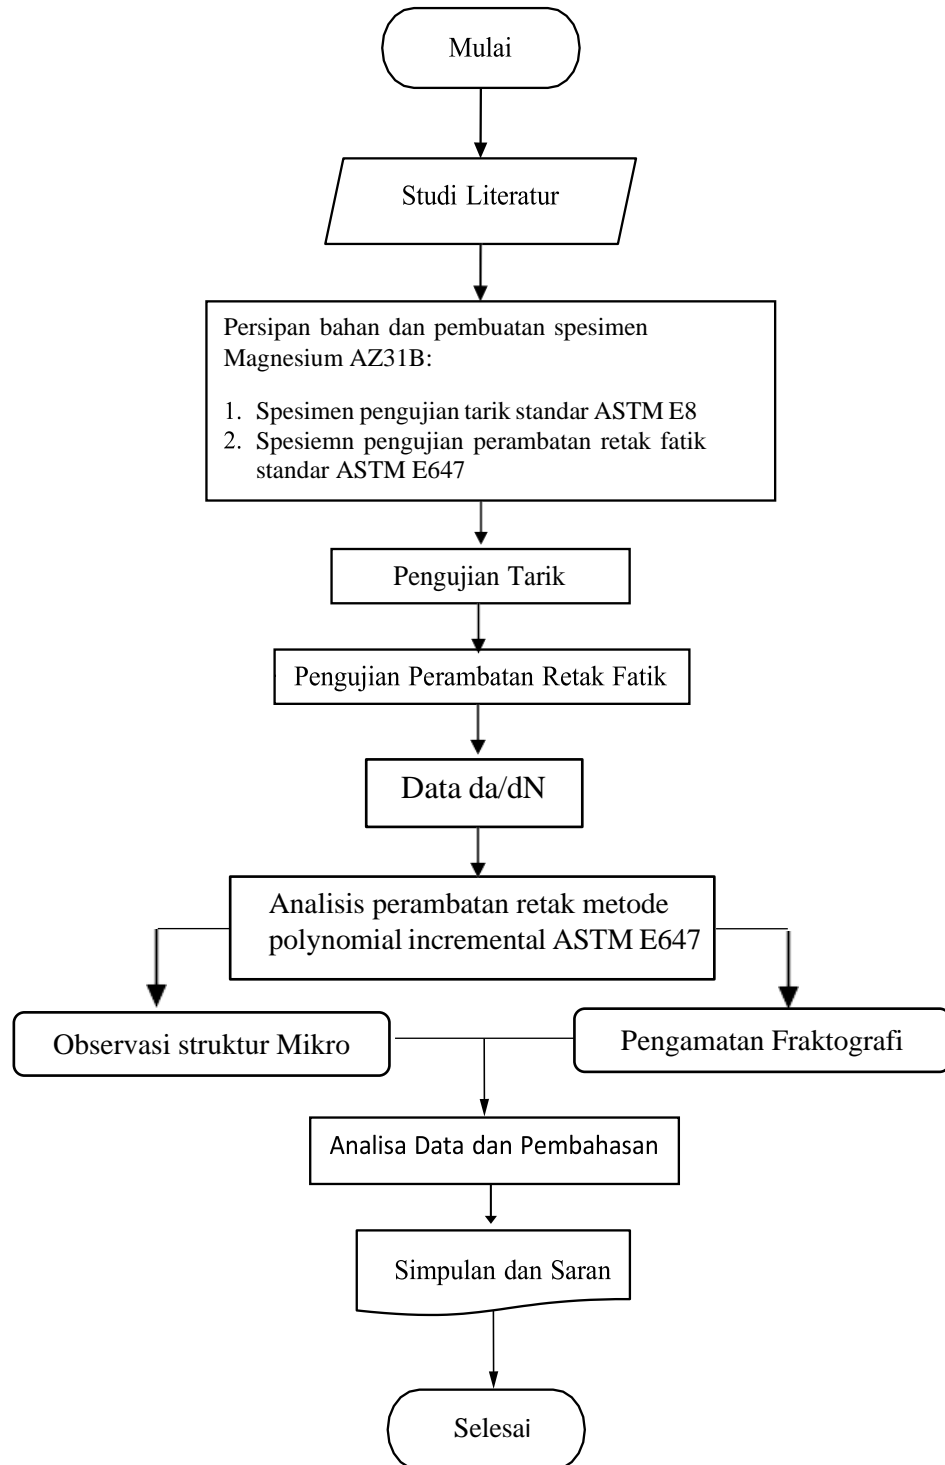 Mulai
Studi Literatur
Persipan bahan dan pembuatan spesimen
Magnesium AZ31B:
1. Spesimen pengujian tarik standar ASTM E8
2. Spesiemn pengujian perambatan retak fatik
standar ASTM E647
Pengujian Tarik
Pengujian Perambatan Retak Fatik
Data da/dN
Analisis perambatan retak metode
polynomial incremental ASTM E647
Observasi struktur Mikro
Pengamatan Fraktografi
Analisa Data dan Pembahasan
Simpulan dan Saran
Selesai